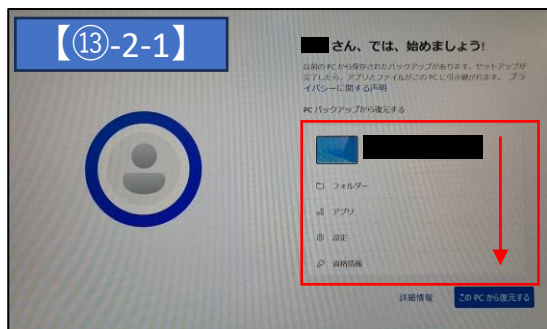 【⑬-2-1】
さん、では、始めましょう!
以前の PC から保存されたバックアップがあります。セットアップが
完了したら、アプリとファイルがこの PC に引き継がれます。 プラ
イバシーに関する声明
PC バックアップから復元する
フォルダー
アプリ
設定
資格情報
詳細情報
この PC から復元する